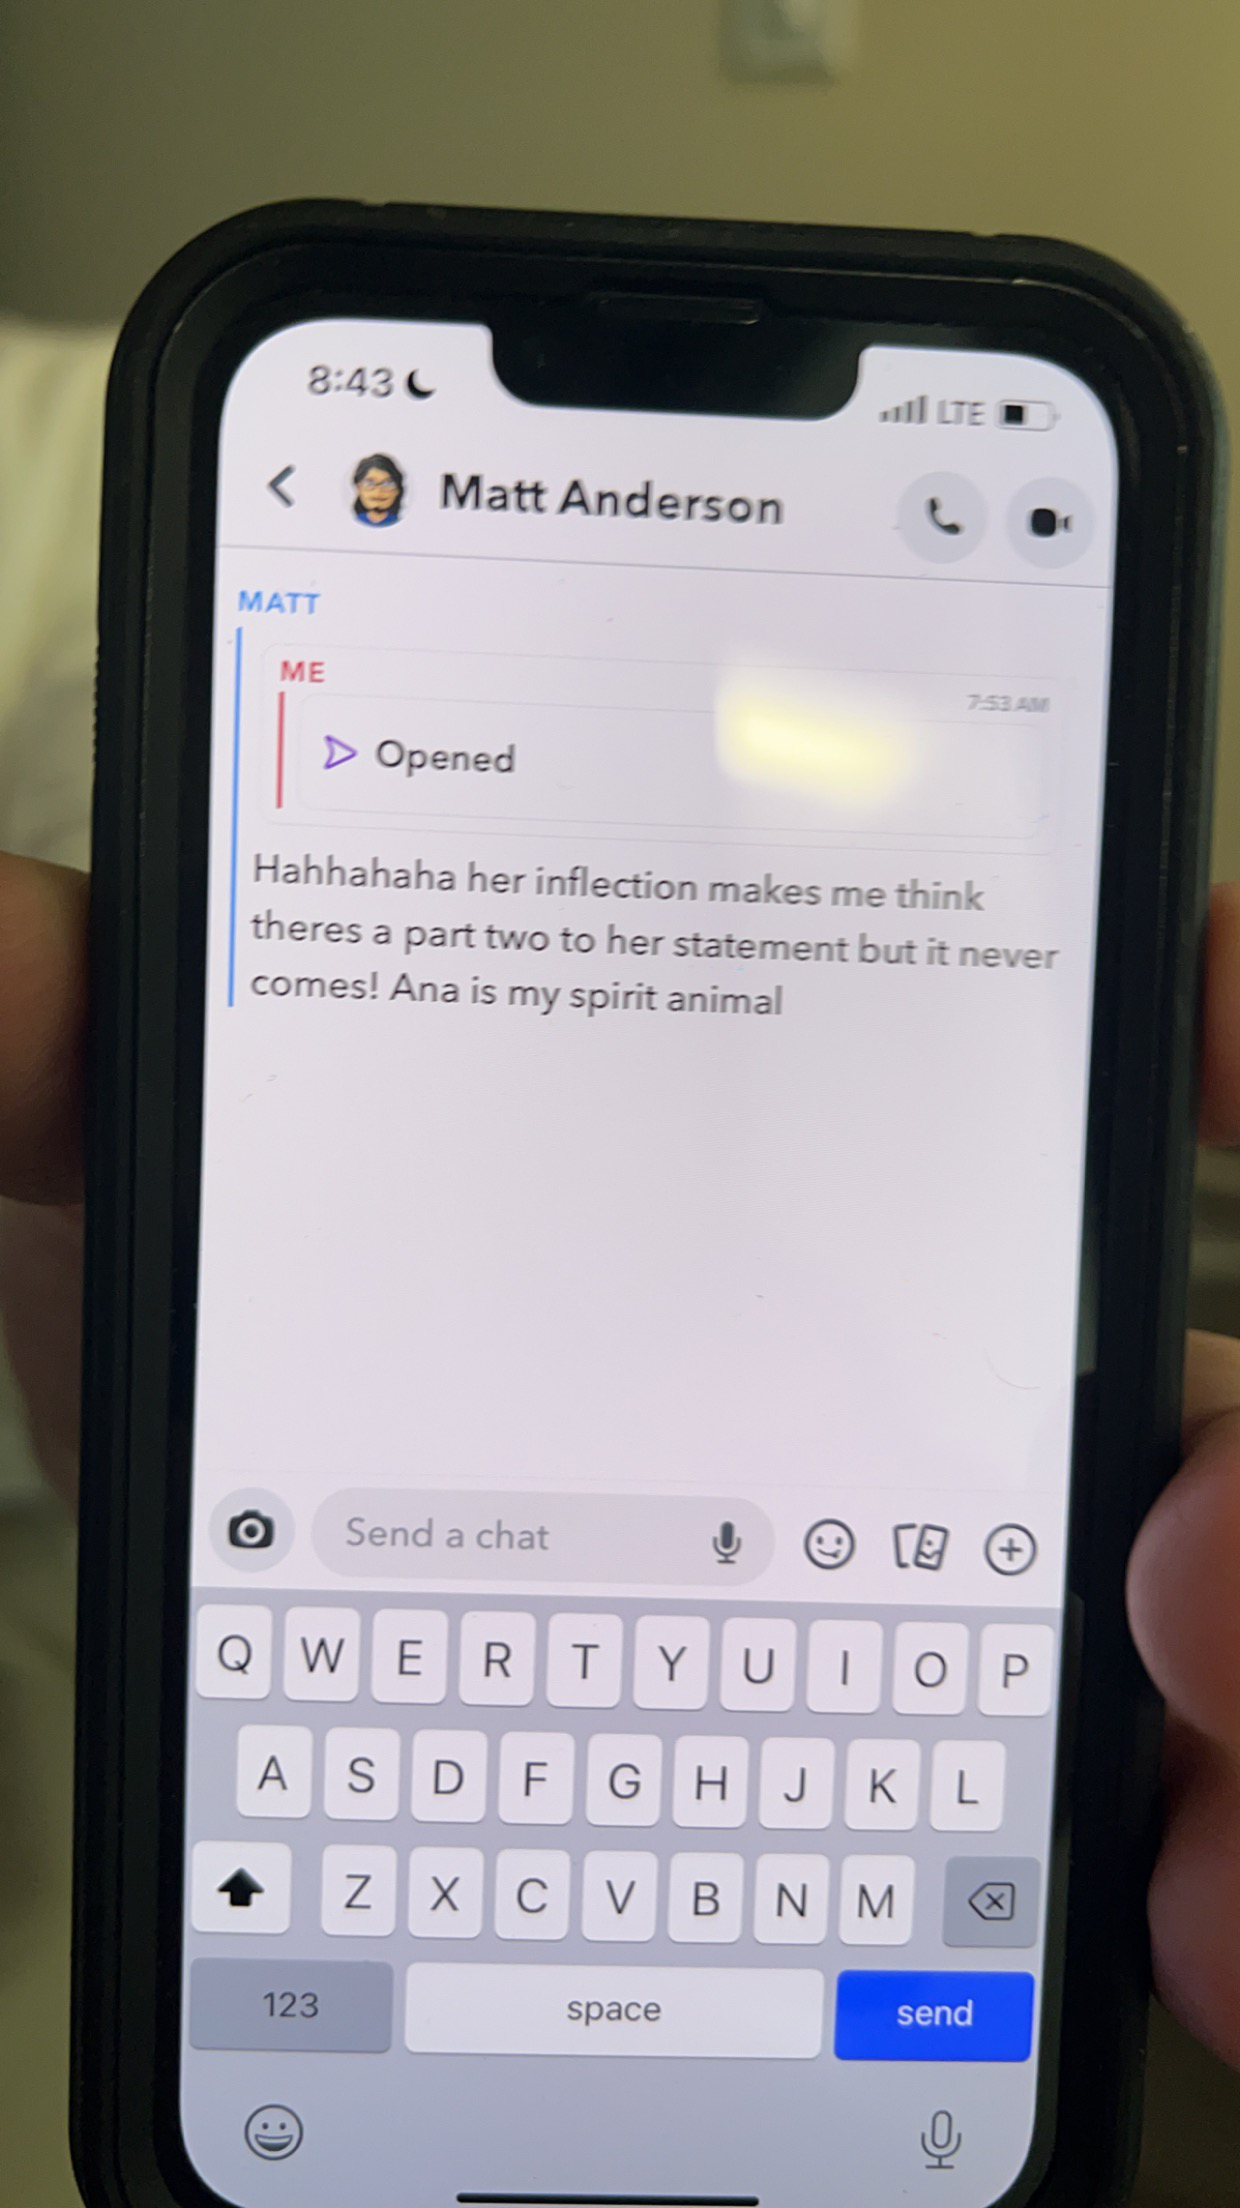 8:43
LTE
Matt Anderson
MATT
ME
7:53 AM
Opened
Hahhahaha her inflection makes me think
theres a part two to her statement but it never
comes! Ana is my spirit animal
Send a chat
Q W E R T Y U I O P
A S D F G H J K L
Z X C V B N M
123 space send